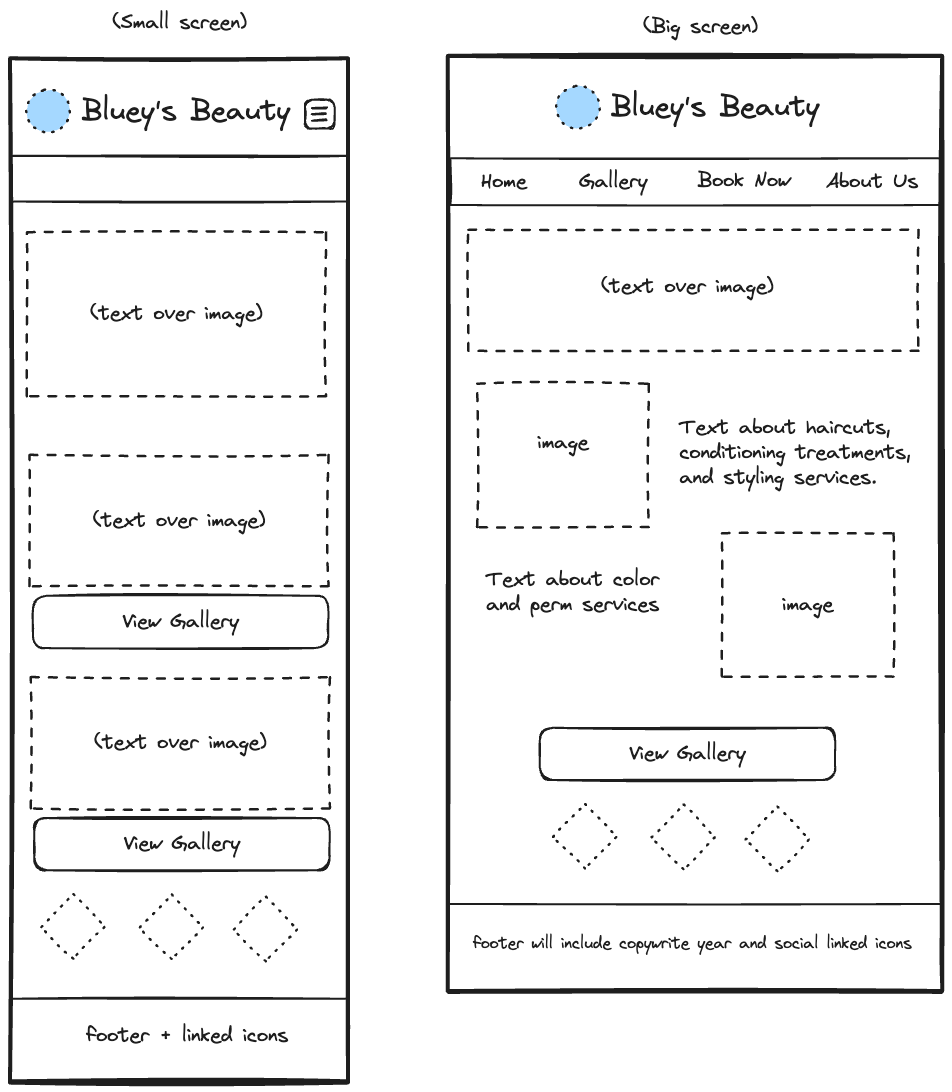 (Small screen)
Bluey's Beauty
(text over image)
(text over image)
View Gallery
(text over image)
View Gallery
footer + linked icons
(Big screen)
Bluey's Beauty
Home Gallery Book Now About Us
(text over image)
image
Text about haircuts,
conditioning treatments,
and styling services.
Text about color
and perm services
image
View Gallery
footer will include copywrite year and social linked icons